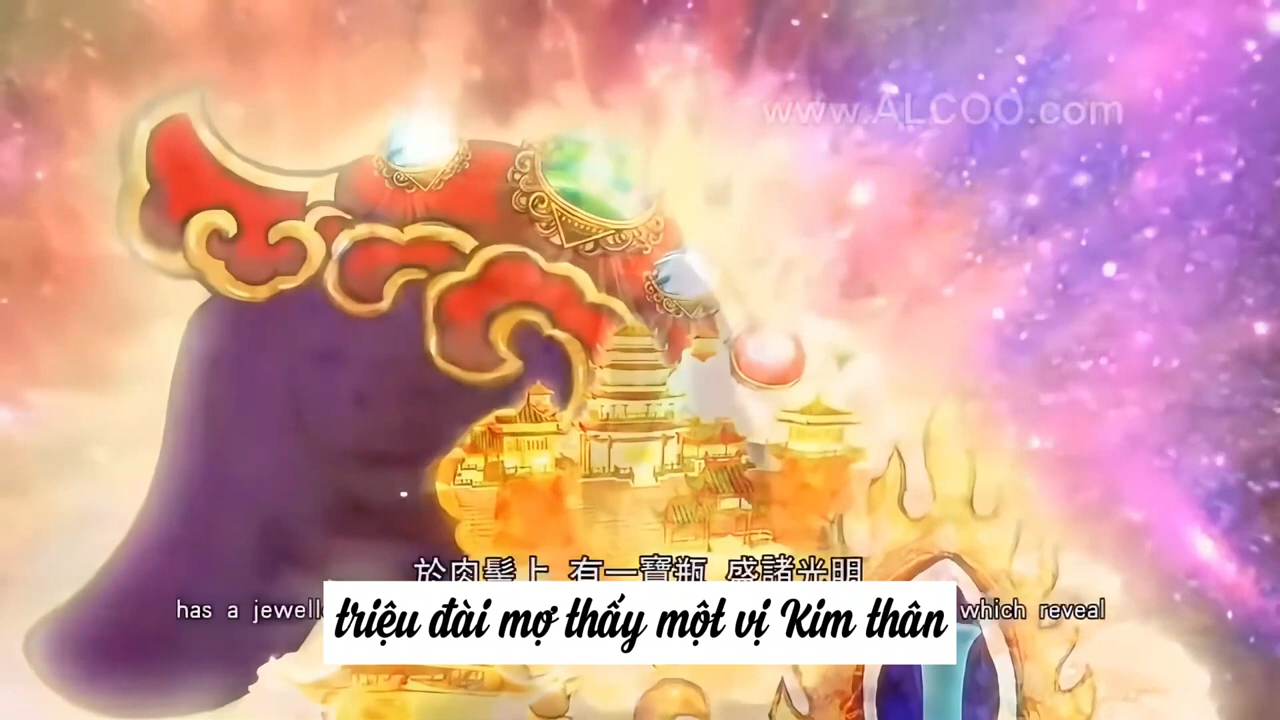 www.ALCOO.com
於肉髻上 有一寶瓶 盛諸光明
has a jewell
which reveal
triệu đài mợ thấy một vị Kim thân